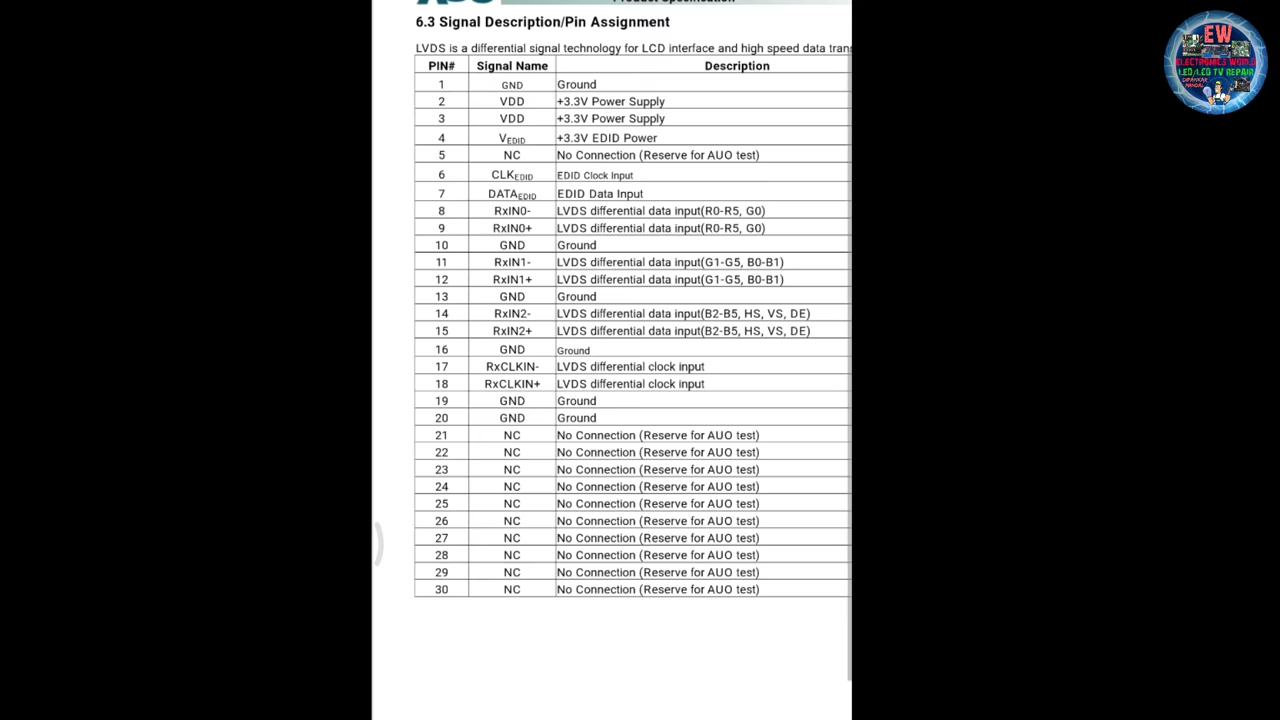 Product Specification
6.3 Signal Description/Pin Assignment
LVDS is a differential signal technology for LCD interface and high speed data trans
PIN# Signal Name Description
1 GND Ground
2 VDD +3.3V Power Supply
3 VDD +3.3V Power Supply
4 VEDID +3.3V EDID Power
5 NC No Connection (Reserve for AUO test)
6 CLKEDID EDID Clock Input
7 DATAEDID EDID Data Input
8 RxIN0- LVDS differential data input(R0-R5, G0)
9 RxIN0+ LVDS differential data input(R0-R5, G0)
10 GND Ground
11 RxIN1- LVDS differential data input(G1-G5, B0-B1)
12 RxIN1+ LVDS differential data input(G1-G5, B0-B1)
13 GND Ground
14 RxIN2- LVDS differential data input(B2-B5, HS, VS, DE)
15 RxIN2+ LVDS differential data input(B2-B5, HS, VS, DE)
16 GND Ground
17 RxCLKIN- LVDS differential clock input
18 RxCLKIN+ LVDS differential clock input
19 GND Ground
20 GND Ground
21 NC No Connection (Reserve for AUO test)
22 NC No Connection (Reserve for AUO test)
23 NC No Connection (Reserve for AUO test)
24 NC No Connection (Reserve for AUO test)
25 NC No Connection (Reserve for AUO test)
26 NC No Connection (Reserve for AUO test)
27 NC No Connection (Reserve for AUO test)
28 NC No Connection (Reserve for AUO test)
29 NC No Connection (Reserve for AUO test)
30 NC No Connection (Reserve for AUO test)
EW
ELECTRONICS WORLD
LED/LCD TV REPAIR
DIPANKAR
MANDAL